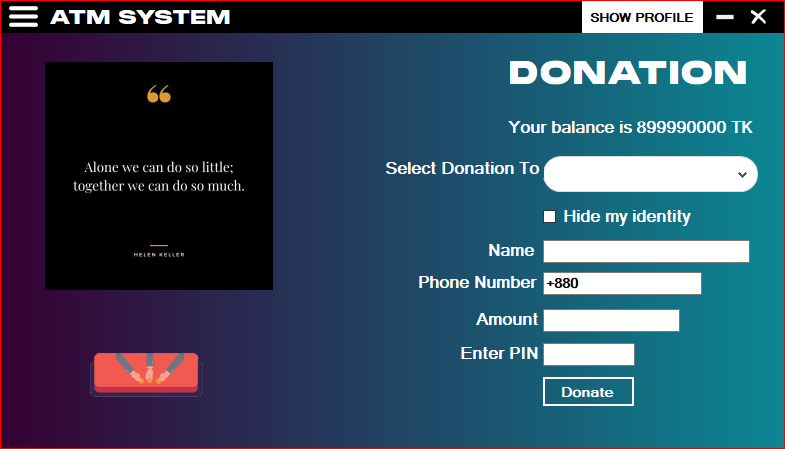 ATM SYSTEM
SHOW PROFILE
“
Alone we can do so little;
together we can do so much.
HELEN KELLER
DONATION
Your balance is 899990000 TK
Select Donation To
Hide my identity
Name
Phone Number +880
Amount
Enter PIN
Donate